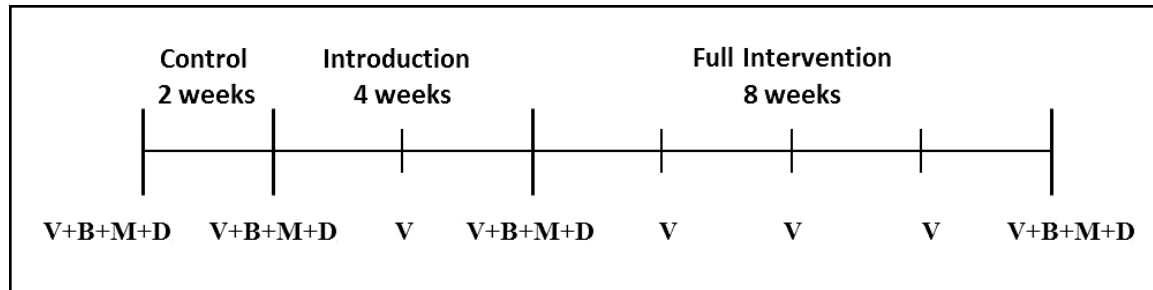 Control
2 weeks
Introduction
4 weeks
Full Intervention
8 weeks
V+B+M+D V+B+M+D V V+B+M+D V V V V+B+M+D